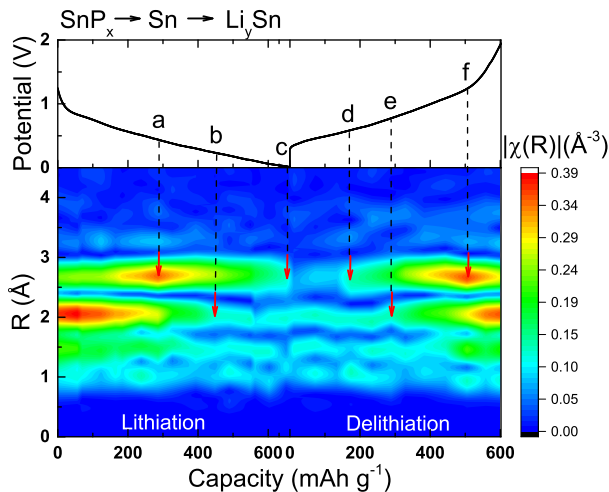 SnPx → Sn → LiySn
Potential (V)
2
1
0
a
b
c
d
e
f
|χ(R)|(Å-3)
R (Å)
4
3
2
1
0
0.39
0.34
0.29
0.24
0.19
0.15
0.10
0.05
0.00
Lithiation
Delithiation
0 200 400 600 0 200 400 600
Capacity (mAh g-1)